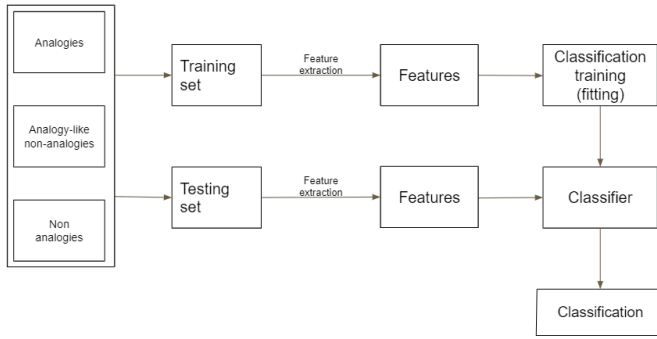 Analogies
Analogy-like
non-analogies
Non
analogies
Training
set
Feature
extraction
Features
Classification
training
(fitting)
Testing
set
Feature
extraction
Features
Classifier
Classification